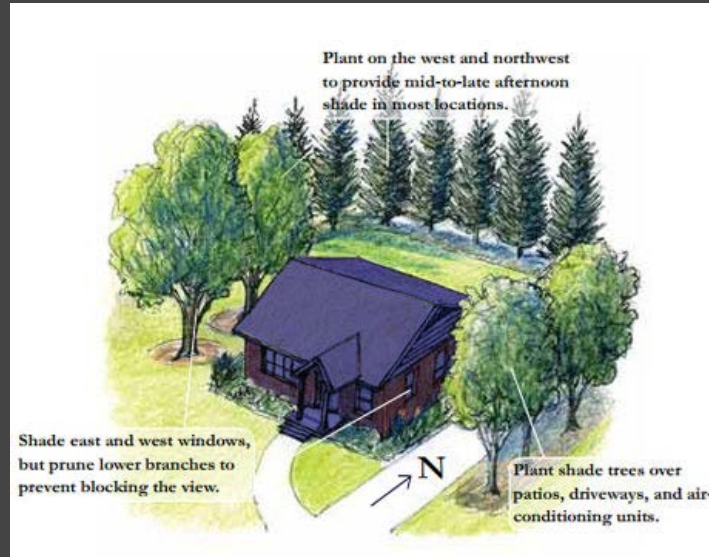 Plant on the west and northwest
to provide mid-to-late afternoon
shade in most locations.
Shade east and west windows,
but prune lower branches to
prevent blocking the view.
N
Plant shade trees over
patios, driveways, and air-
conditioning units.